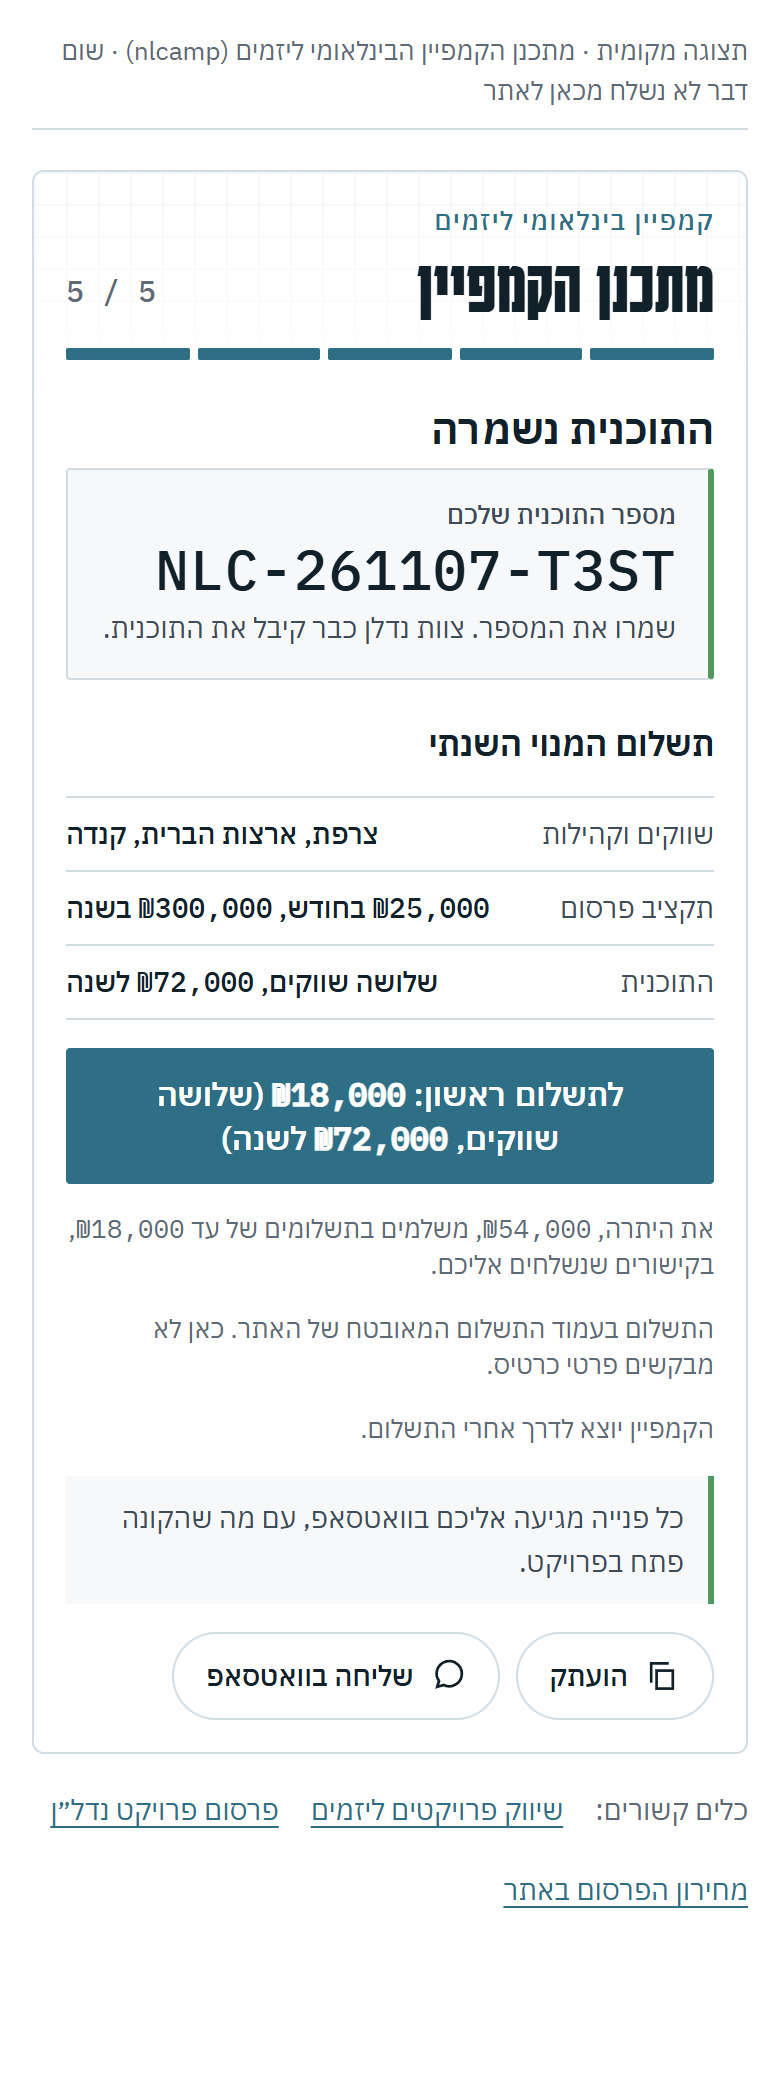 תצוגה מקומית · מתכנן הקמפיין הבינלאומי ליזמים (nlcamp) · שום
דבר לא נשלח מכאן לאתר
קמפיין בינלאומי ליזמים
מתכנן הקמפיין
5 / 5
התוכנית נשמרה
מספר התוכנית שלכם
NLC-261107-T3ST
שמרו את המספר. צוות נדלן כבר קיבל את התוכנית.
תשלום המנוי השנתי
שווקים וקהילות צרפת, ארצות הברית, קנדה
תקציב פרסום ₪25,000 בחודש, ₪300,000 בשנה
התוכנית שלושה שווקים, ₪72,000 לשנה
לתשלום ראשון: ₪18,000 (שלושה
שווקים, ₪72,000 לשנה)
את היתרה, ₪54,000, משלמים בתשלומים של עד ₪18,000,
בקישורים שנשלחים אליכם.
התשלום בעמוד התשלום המאובטח של האתר. כאן לא
מבקשים פרטי כרטיס.
הקמפיין יוצא לדרך אחרי התשלום.
כל פנייה מגיעה אליכם בוואטסאפ, עם מה שהקונה
פתח בפרויקט.
הועתק
שליחה בוואטסאפ
כלים קשורים: שיווק פרויקטים ליזמים פרסום פרויקט נדל״ן
מחירון הפרסום באתר